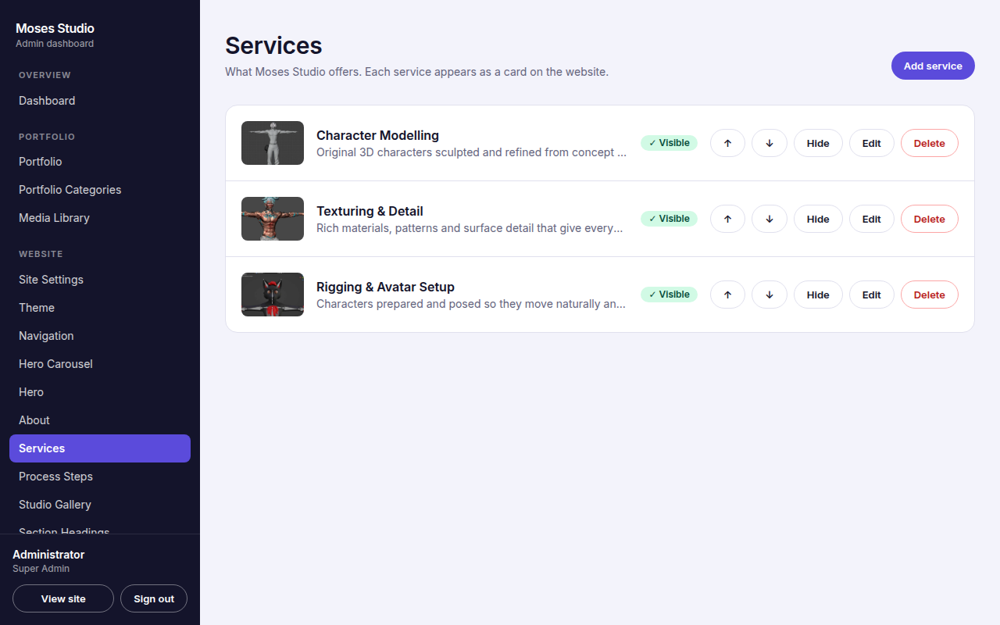 Moses Studio
Admin dashboard
OVERVIEW
Dashboard
PORTFOLIO
Portfolio
Portfolio Categories
Media Library
WEBSITE
Site Settings
Theme
Navigation
Hero Carousel
Hero
About
Services
Process Steps
Studio Gallery
Section Headings
Administrator
Super Admin
View site Sign out
Services
What Moses Studio offers. Each service appears as a card on the website.
Add service
Character Modelling
Original 3D characters sculpted and refined from concept ...
✓ Visible ↑ ↓ Hide Edit Delete
Texturing & Detail
Rich materials, patterns and surface detail that give every...
✓ Visible ↑ ↓ Hide Edit Delete
Rigging & Avatar Setup
Characters prepared and posed so they move naturally an...
✓ Visible ↑ ↓ Hide Edit Delete